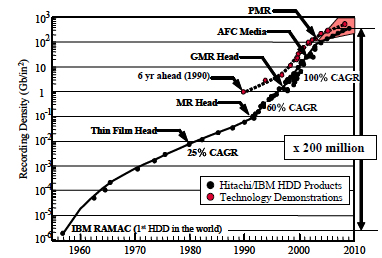 PMR
AFC Media
GMR Head
6 yr ahead (1990)
100% CAGR
MR Head
60% CAGR
Thin Film Head
25% CAGR
x 200 million
Hitachi/IBM HDD Products
Technology Demonstrations
IBM RAMAC (1st HDD in the world)
Recording Density (Gb/in²)
10³
10²
10
1
10⁻¹
10⁻²
10⁻³
10⁻⁴
10⁻⁵
10⁻⁶
1960 1970 1980 1990 2000 2010